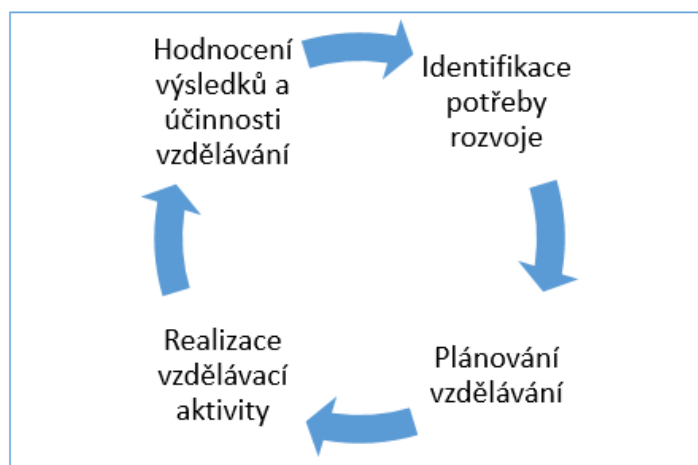 Hodnocení
výsledků a
účinnosti
vzdělávání
Identifikace
potřeby
rozvoje
Plánování
vzdělávání
Realizace
vzdělávací
aktivity